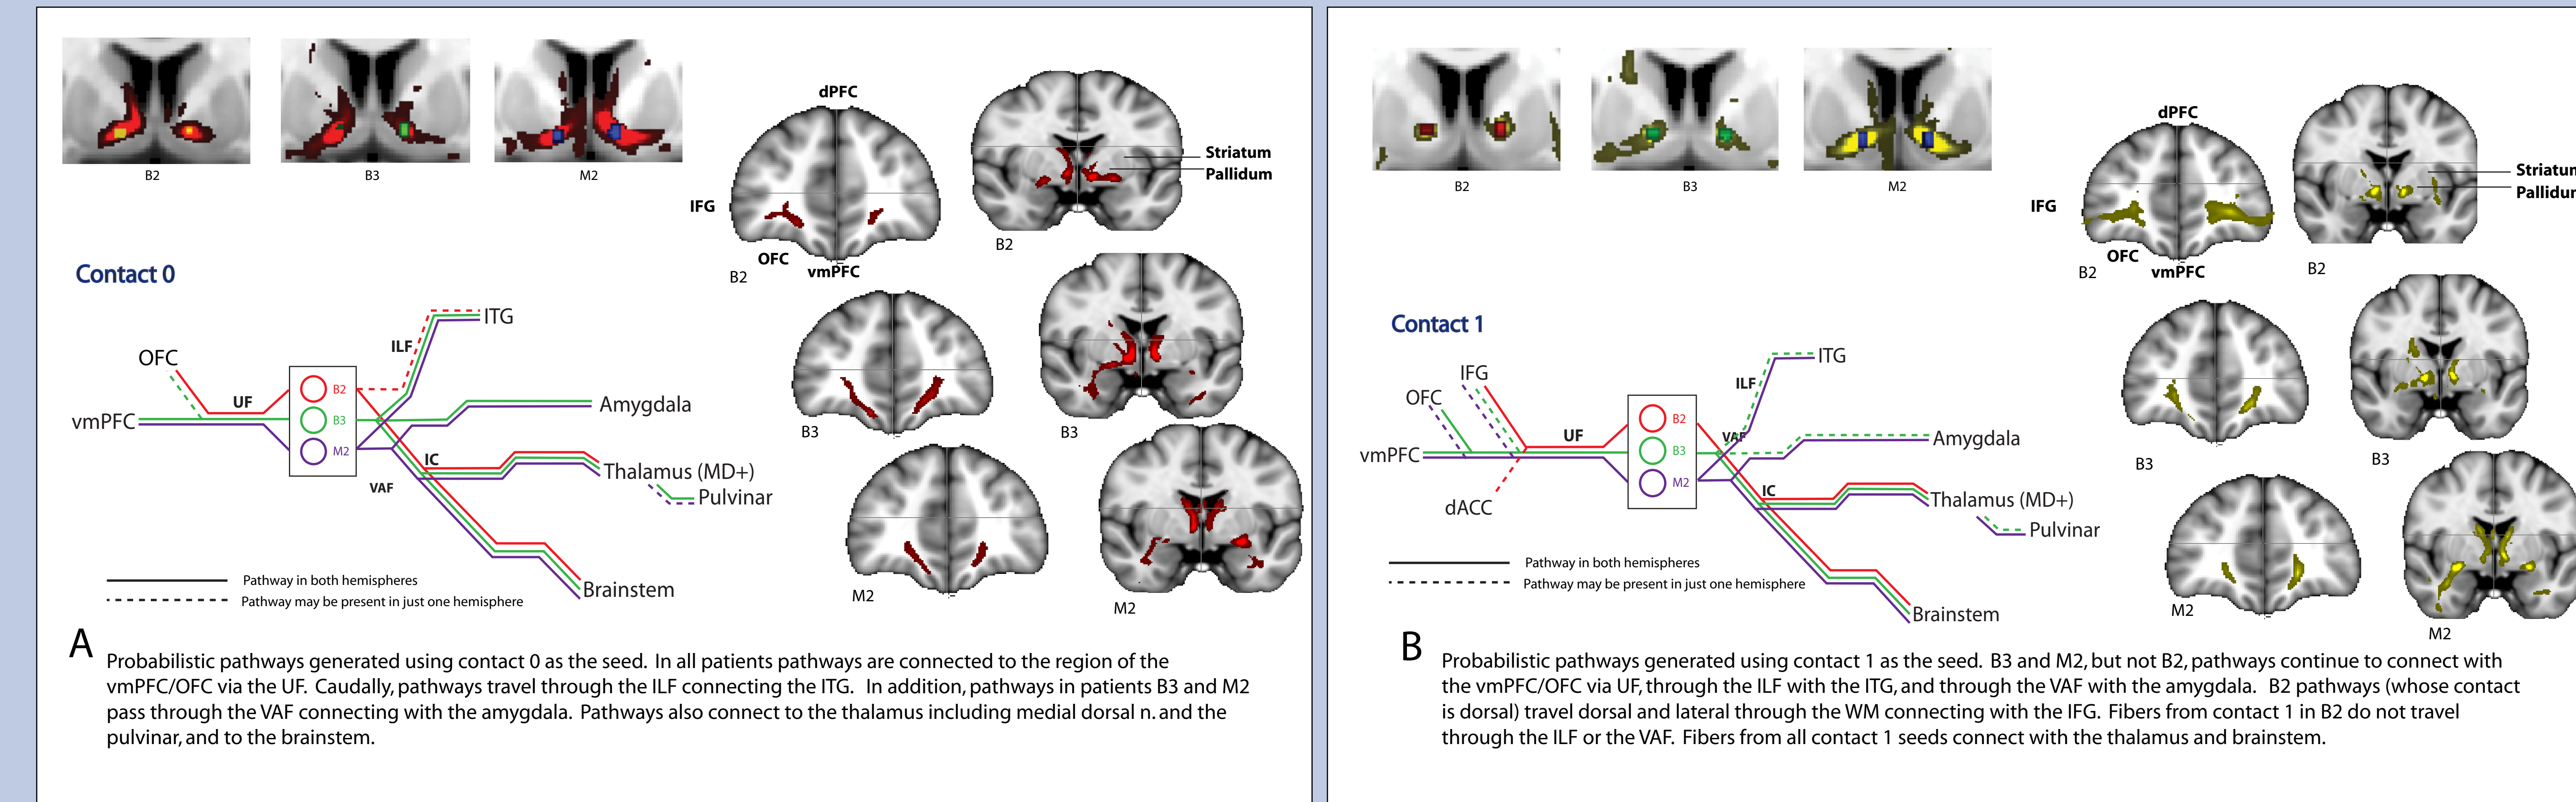 B2
B3
M2
dPFC
Striatum
Pallidum
IFG
OFC
vmPFC
B2
B2
Contact 0
ITG
ILF
OFC
UF
B2
vmPFC
B3
Amygdala
M2
IC
Thalamus (MD+)
VAF
Pulvinar
Brainstem
Pathway in both hemispheres
Pathway may be present in just one hemisphere
B3
B3
M2
M2
A
Probabilistic pathways generated using contact 0 as the seed. In all patients pathways are connected to the region of the
vmPFC/OFC via the UF. Caudally, pathways travel through the ILF connecting the ITG. In addition, pathways in patients B3 and M2
pass through the VAF connecting with the amygdala. Pathways also connect to the thalamus including medial dorsal n. and the
pulvinar, and to the brainstem.
B2
B3
M2
dPFC
Striatum
Pallidum
IFG
OFC
vmPFC
B2
B2
Contact 1
ITG
IFG
ILF
OFC
B2
UF
VAF
Amygdala
vmPFC
B3
M2
IC
Thalamus (MD+)
dACC
Pulvinar
Brainstem
Pathway in both hemispheres
Pathway may be present in just one hemisphere
B3
B3
M2
M2
B
Probabilistic pathways generated using contact 1 as the seed. B3 and M2, but not B2, pathways continue to connect with
the vmPFC/OFC via UF, through the ILF with the ITG, and through the VAF with the amygdala. B2 pathways (whose contact
is dorsal) travel dorsal and lateral through the WM connecting with the IFG. Fibers from contact 1 in B2 do not travel
through the ILF or the VAF. Fibers from all contact 1 seeds connect with the thalamus and brainstem.